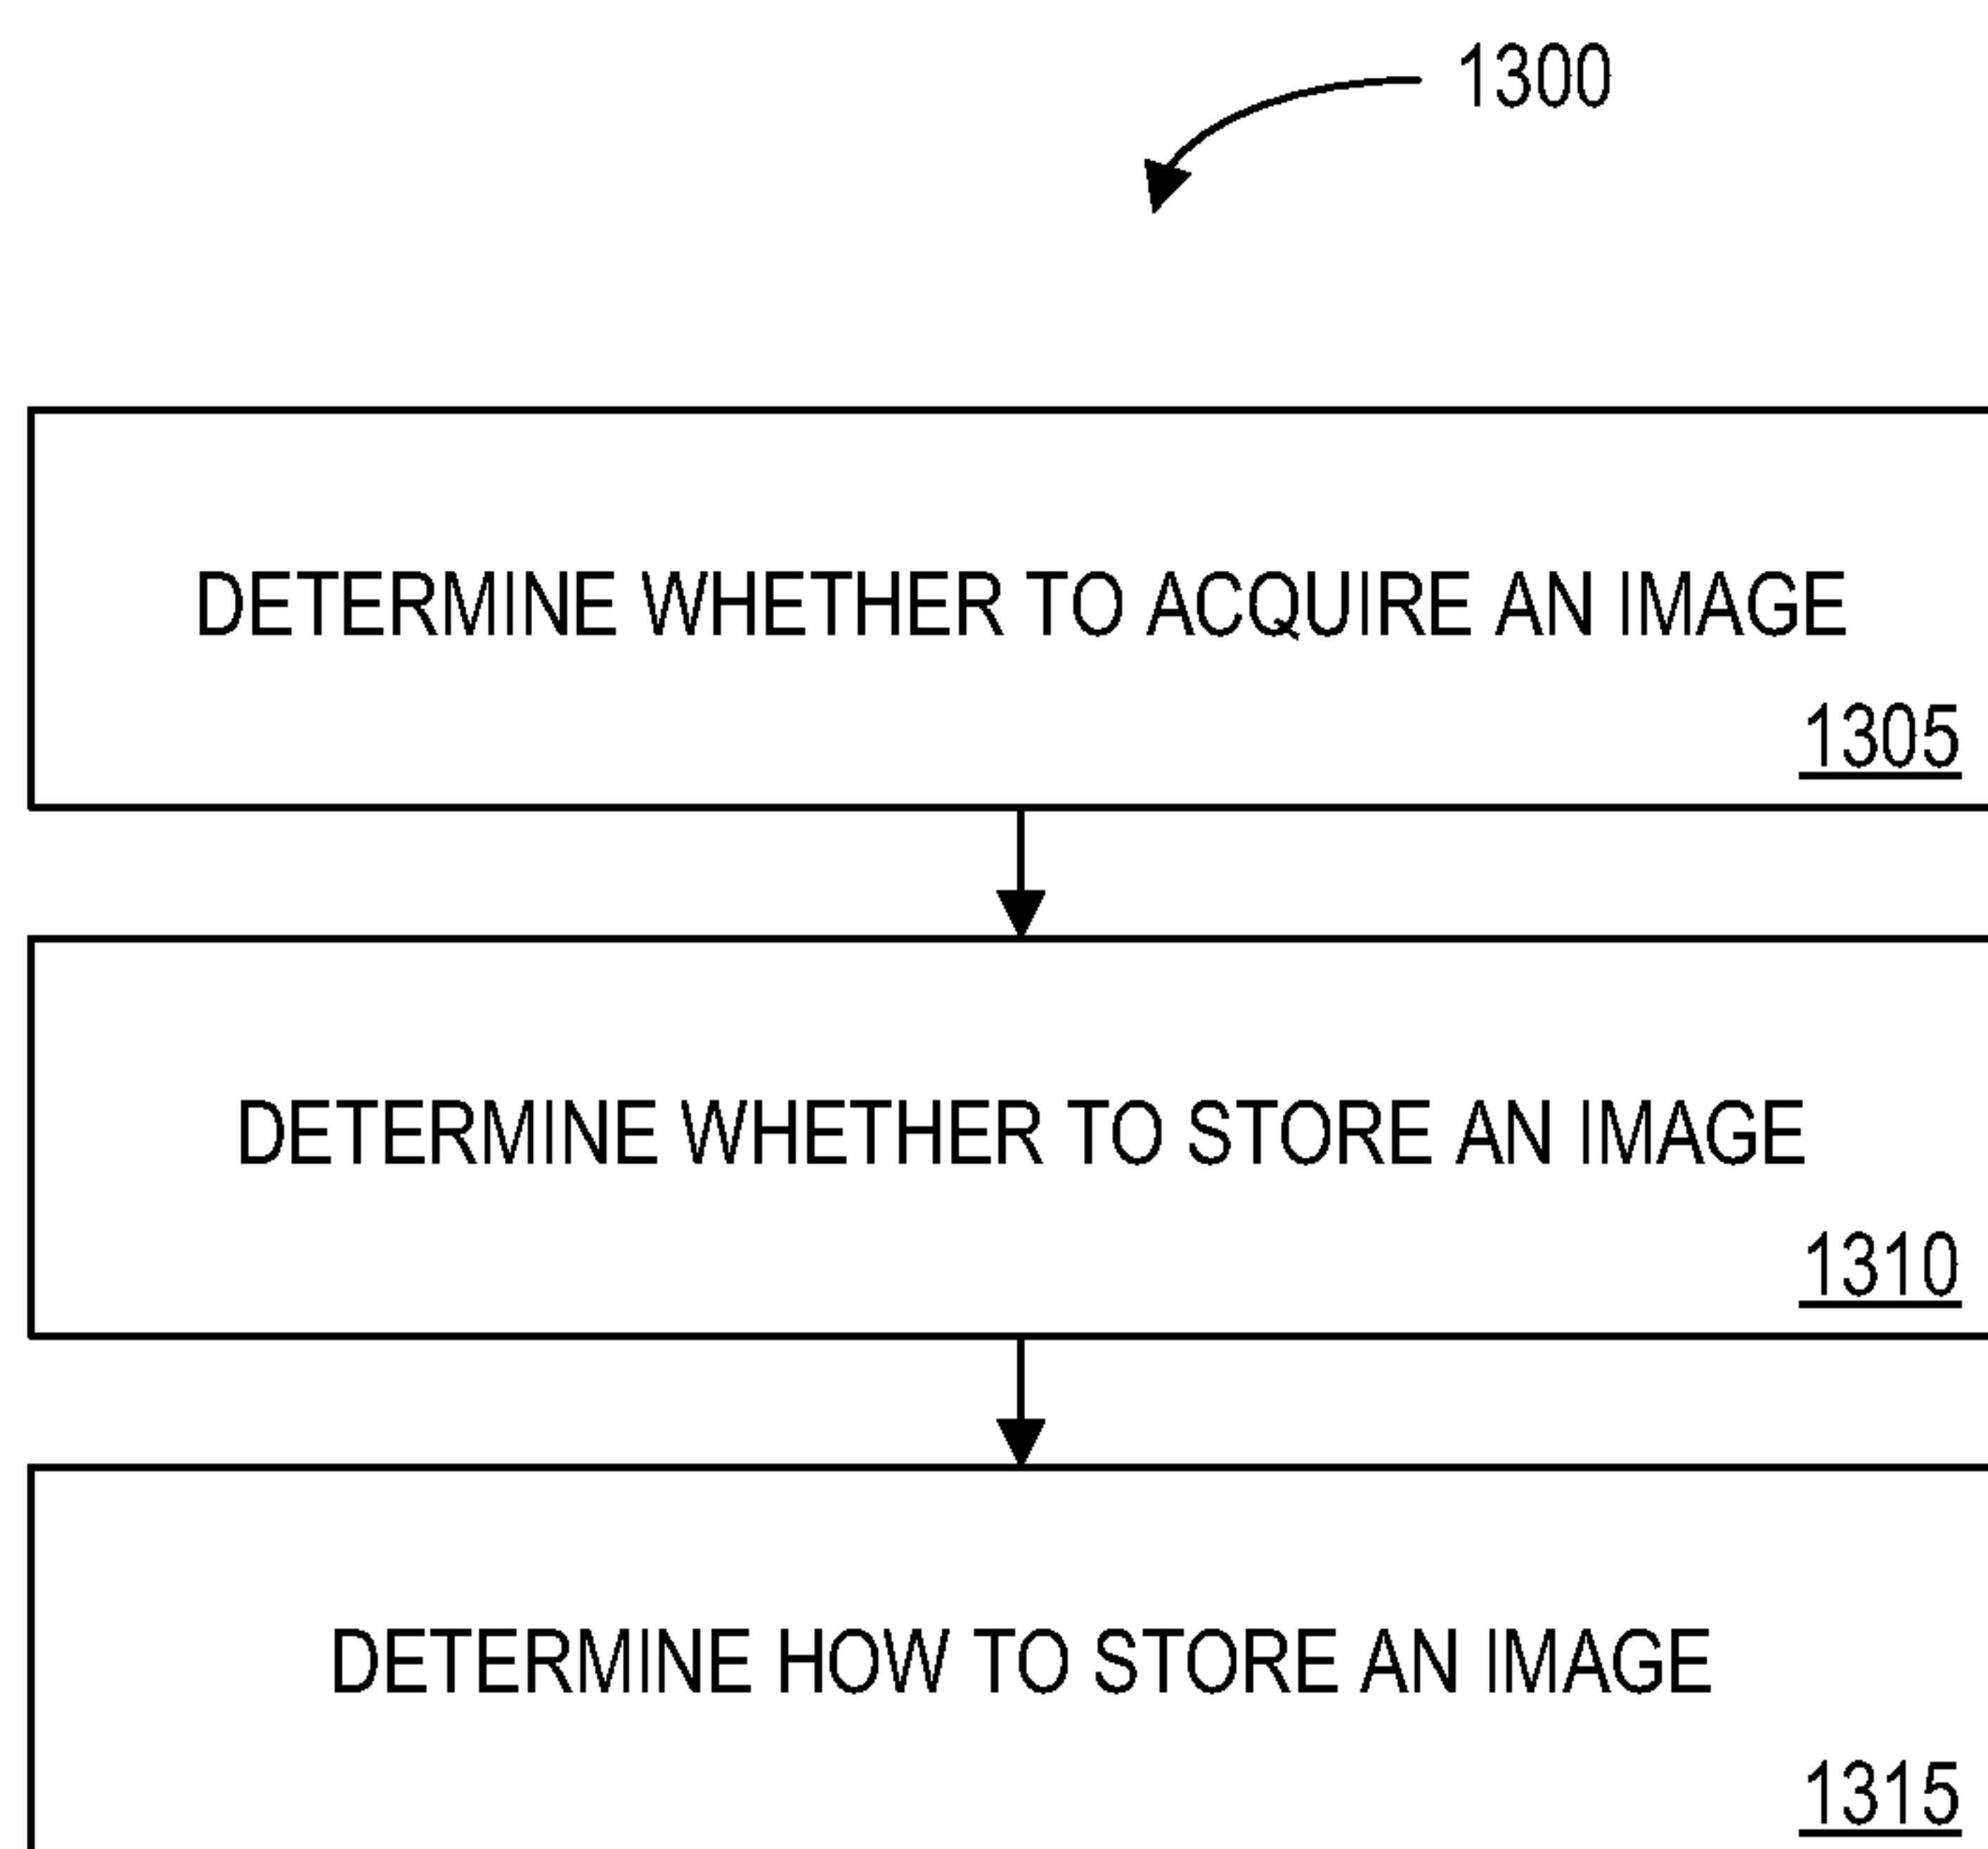 1300
DETERMINE WHETHER TO ACQUIRE AN IMAGE
1305
DETERMINE WHETHER TO STORE AN IMAGE
1310
DETERMINE HOW TO STORE AN IMAGE
1315